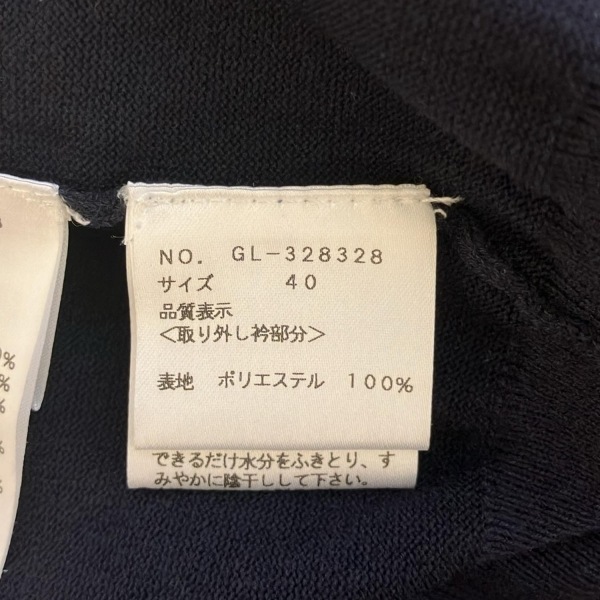 NO. GL-328328
サイズ 40
品質表示
<取り外し衿部分>
表地 ポリエステル 100%
できるだけ水分をふきとり、す
みやかに陰干しして下さい。
%
%
%
%
%